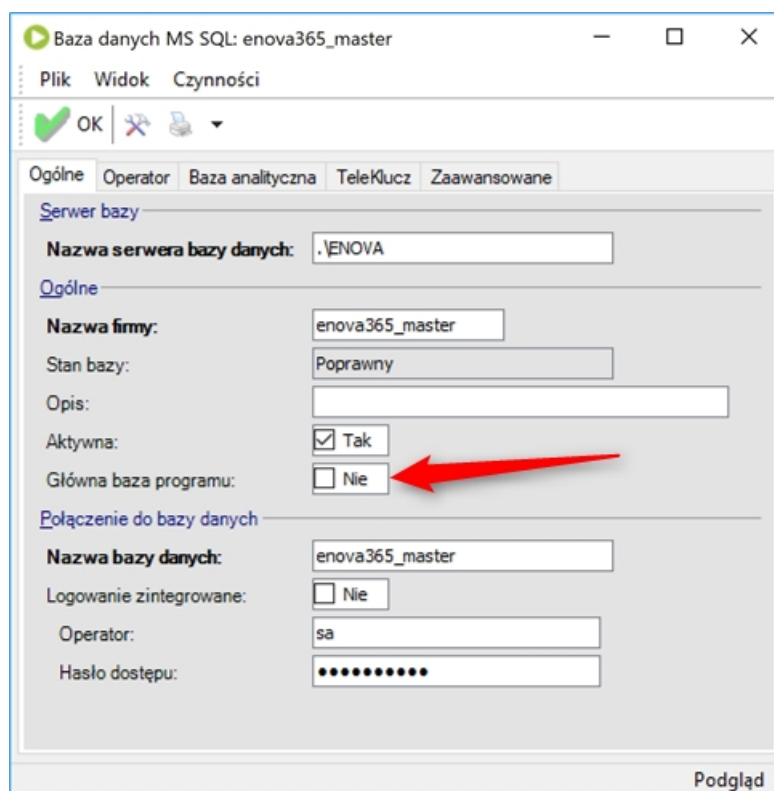 Baza danych MS SQL: enova365_master
Plik Widok Czynności
OK
Ogólne Operator Baza analityczna TeleKlucz Zaawansowane
Serwer bazy
Nazwa serwera bazy danych: .\ENOVA
Ogólne
Nazwa firmy: enova365_master
Stan bazy: Poprawny
Opis:
Aktywna: Tak
Główna baza programu: Nie
Połączenie do bazy danych
Nazwa bazy danych: enova365_master
Logowanie zintegrowane: Nie
Operator: sa
Hasło dostępu: ●●●●●●●●●●
Podgląd